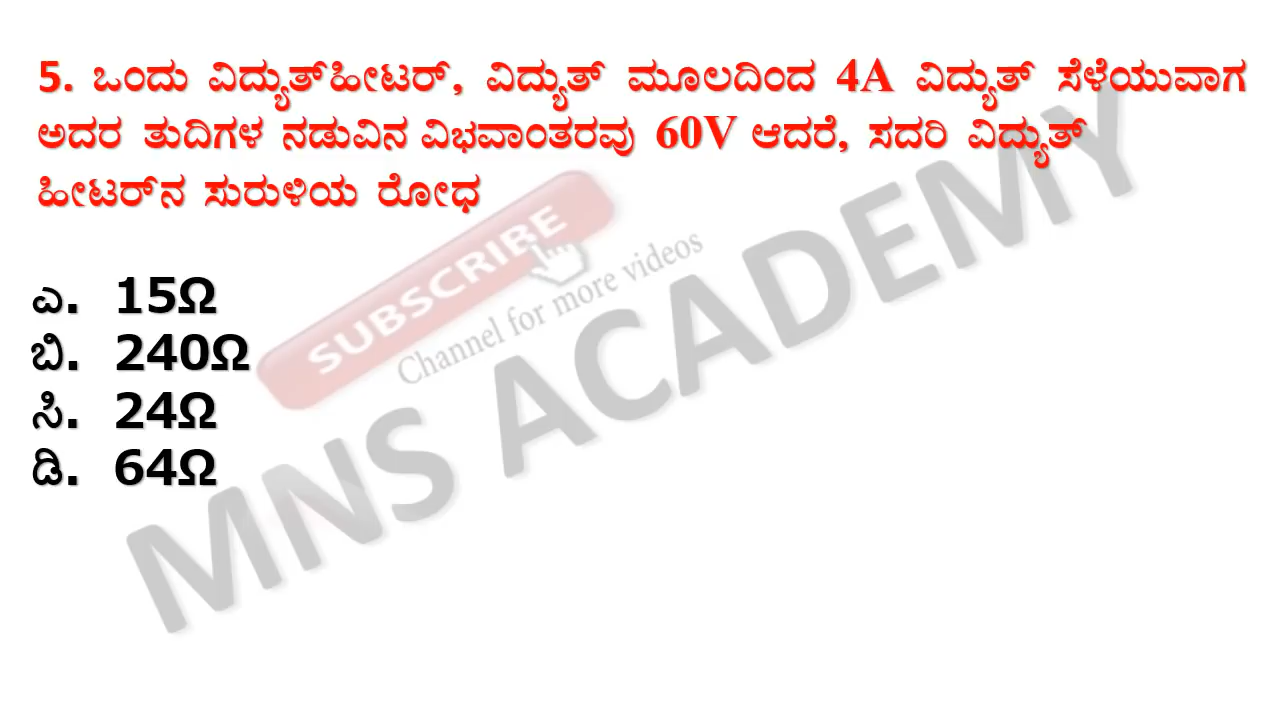 5. ಒಂದು ವಿದ್ಯುತ್‌ಹೀಟರ್, ವಿದ್ಯುತ್ ಮೂಲದಿಂದ 4A ವಿದ್ಯುತ್ ಸೆಳೆಯುವಾಗ
ಅದರ ತುದಿಗಳ ನಡುವಿನ ವಿಭವಾಂತರವು 60V ಆದರೆ, ಸದರಿ ವಿದ್ಯುತ್
ಹೀಟರ್‌ನ ಸುರುಳಿಯ ರೋಧ
ಎ. 15Ω
ಬಿ. 240Ω
ಸಿ. 24Ω
ಡಿ. 64Ω
SUBSCRIBE
Channel for more videos
MNS ACADEMY